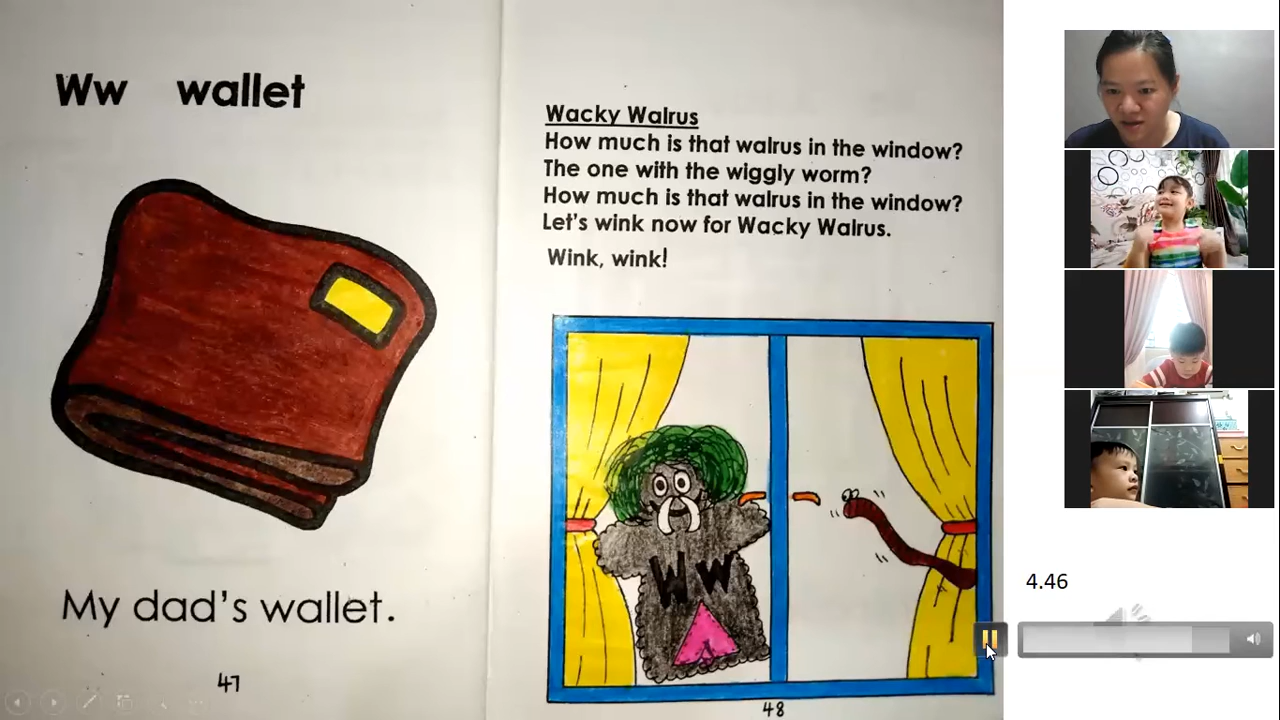 Ww wallet
My dad's wallet.
47
Wacky Walrus
How much is that walrus in the window?
The one with the wiggly worm?
How much is that walrus in the window?
Let's wink now for Wacky Walrus.
Wink, wink!
Ww
48
4.46